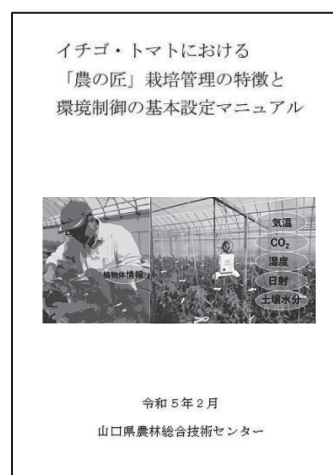 イチゴ・トマトにおける
「農の匠」栽培管理の特徴と
環境制御の基本設定マニュアル
植物体情報
気温
CO₂
湿度
日射
土壌水分
令和５年２月
山口県農林総合技術センター